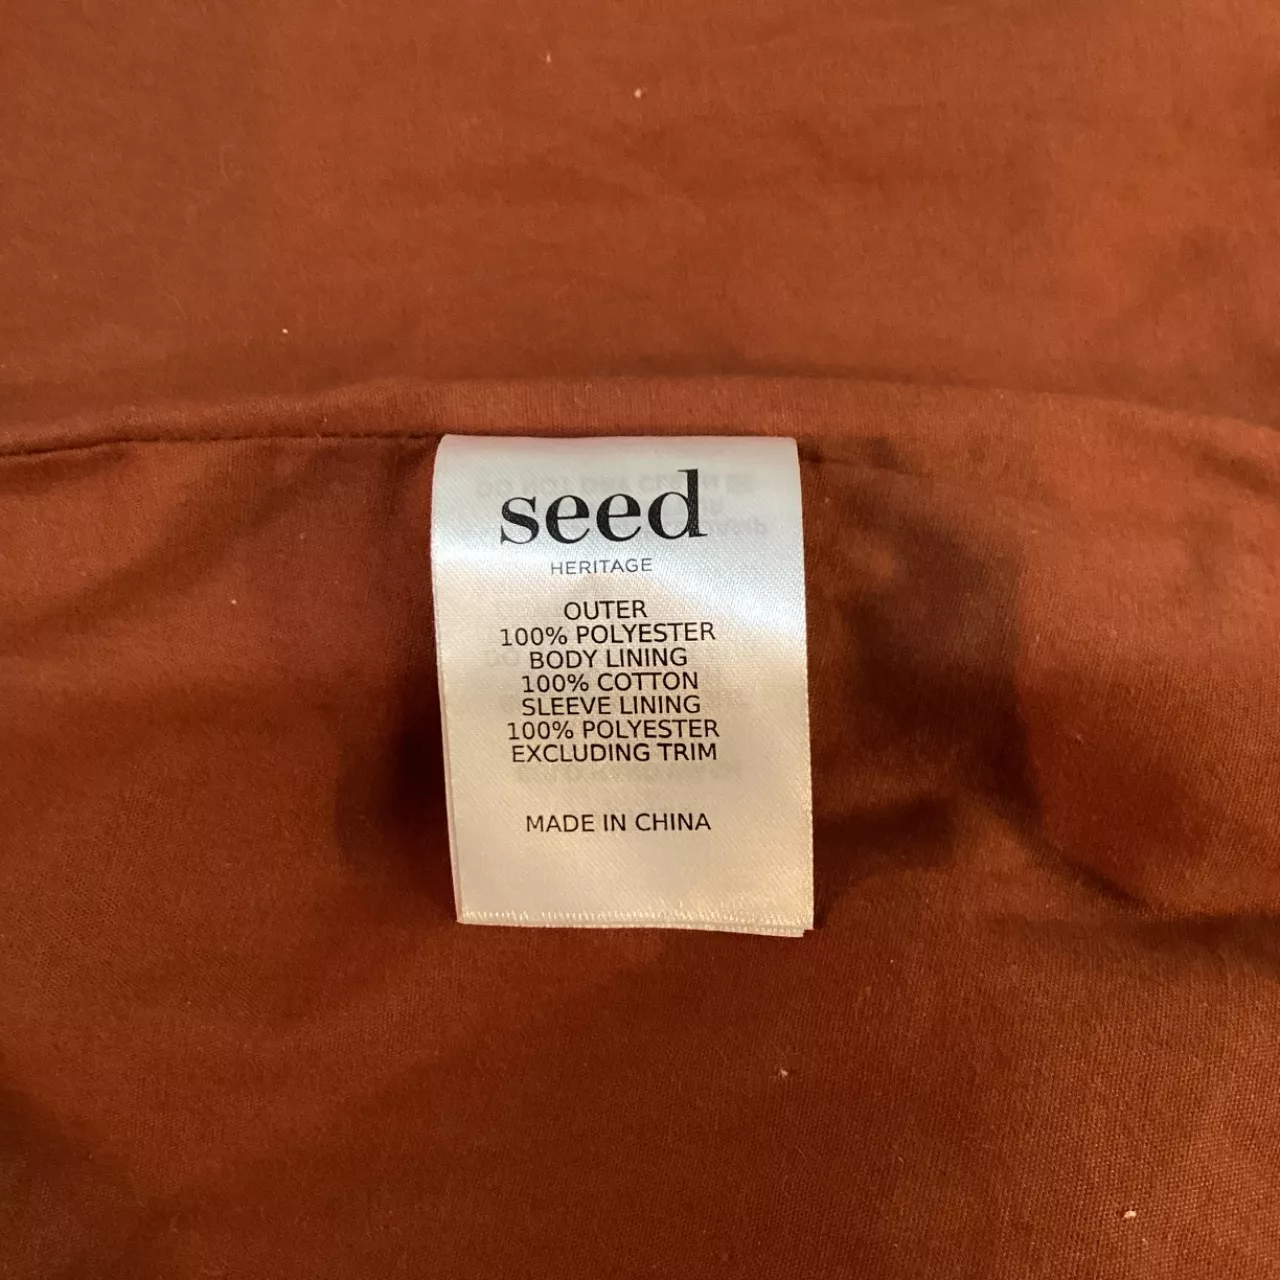 seed
HERITAGE
OUTER
100% POLYESTER
BODY LINING
100% COTTON
SLEEVE LINING
100% POLYESTER
EXCLUDING TRIM
MADE IN CHINA